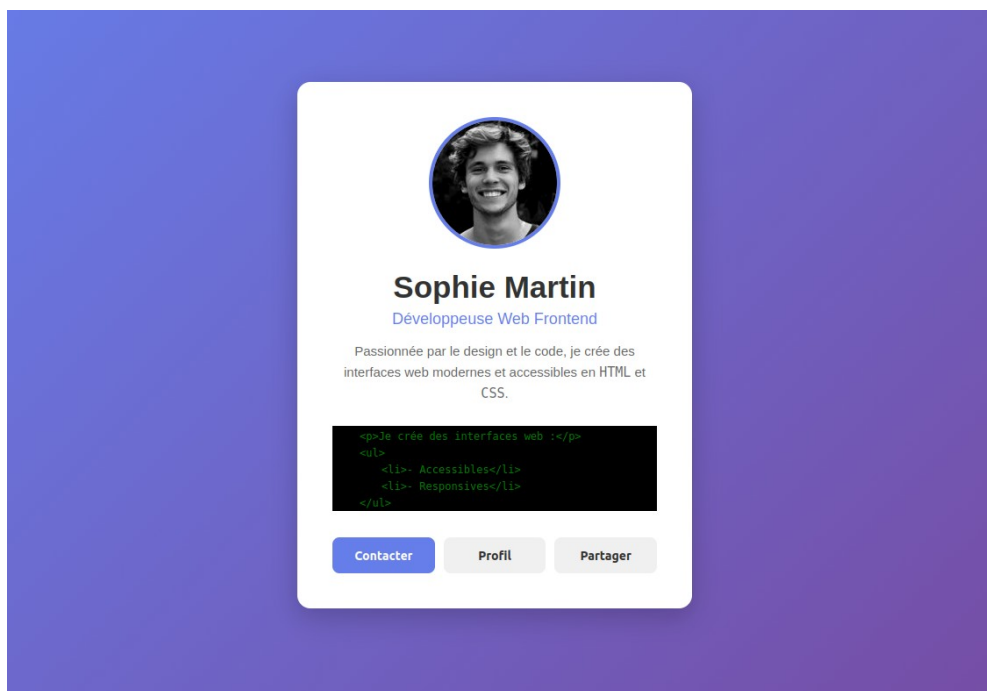 Sophie Martin
Développeuse Web Frontend
Passionnée par le design et le code, je crée des
interfaces web modernes et accessibles en HTML et
CSS.
<p>Je crée des interfaces web :</p>
<ul>
<li>- Accessibles</li>
<li>- Responsives</li>
</ul>
Contacter Profil Partager